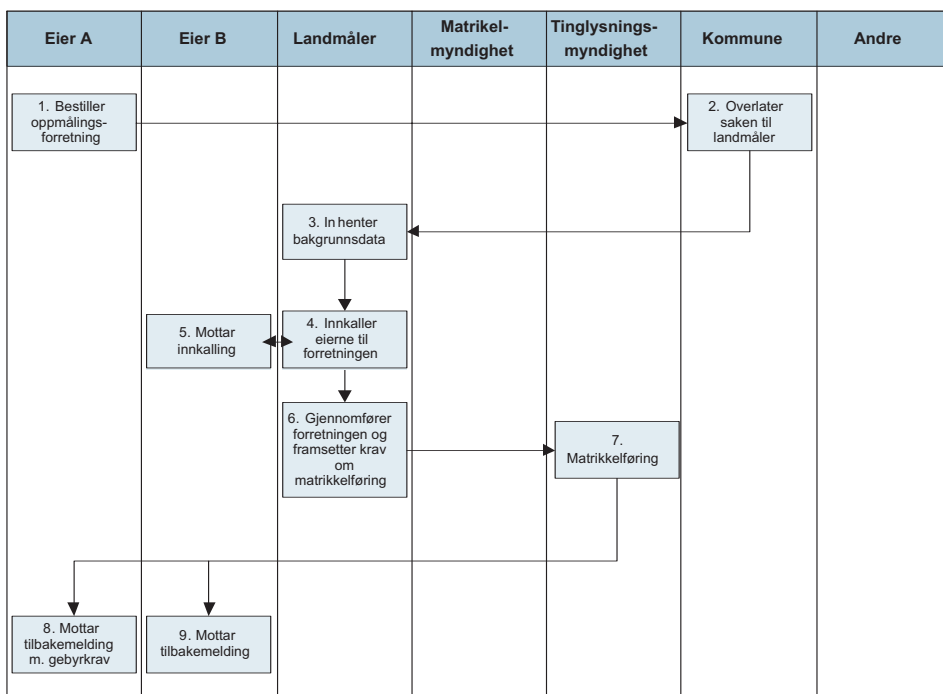 Eier A
Eier B
Landmåler
Matrikel-
myndighet
Tinglysnings-
myndighet
Kommune
Andre
1. Bestiller
oppmålings-
forretning
2. Overlater
saken til
landmåler
3. In henter
bakgrunnsdata
4. Innkaller
eierne til
forretningen
5. Mottar
innkalling
6. Gjennomfører
forretningen og
framsetter krav
om
matrikkelføring
7.
Matrikkelføring
8. Mottar
tilbakemelding
m. gebyrkrav
9. Mottar
tilbakemelding